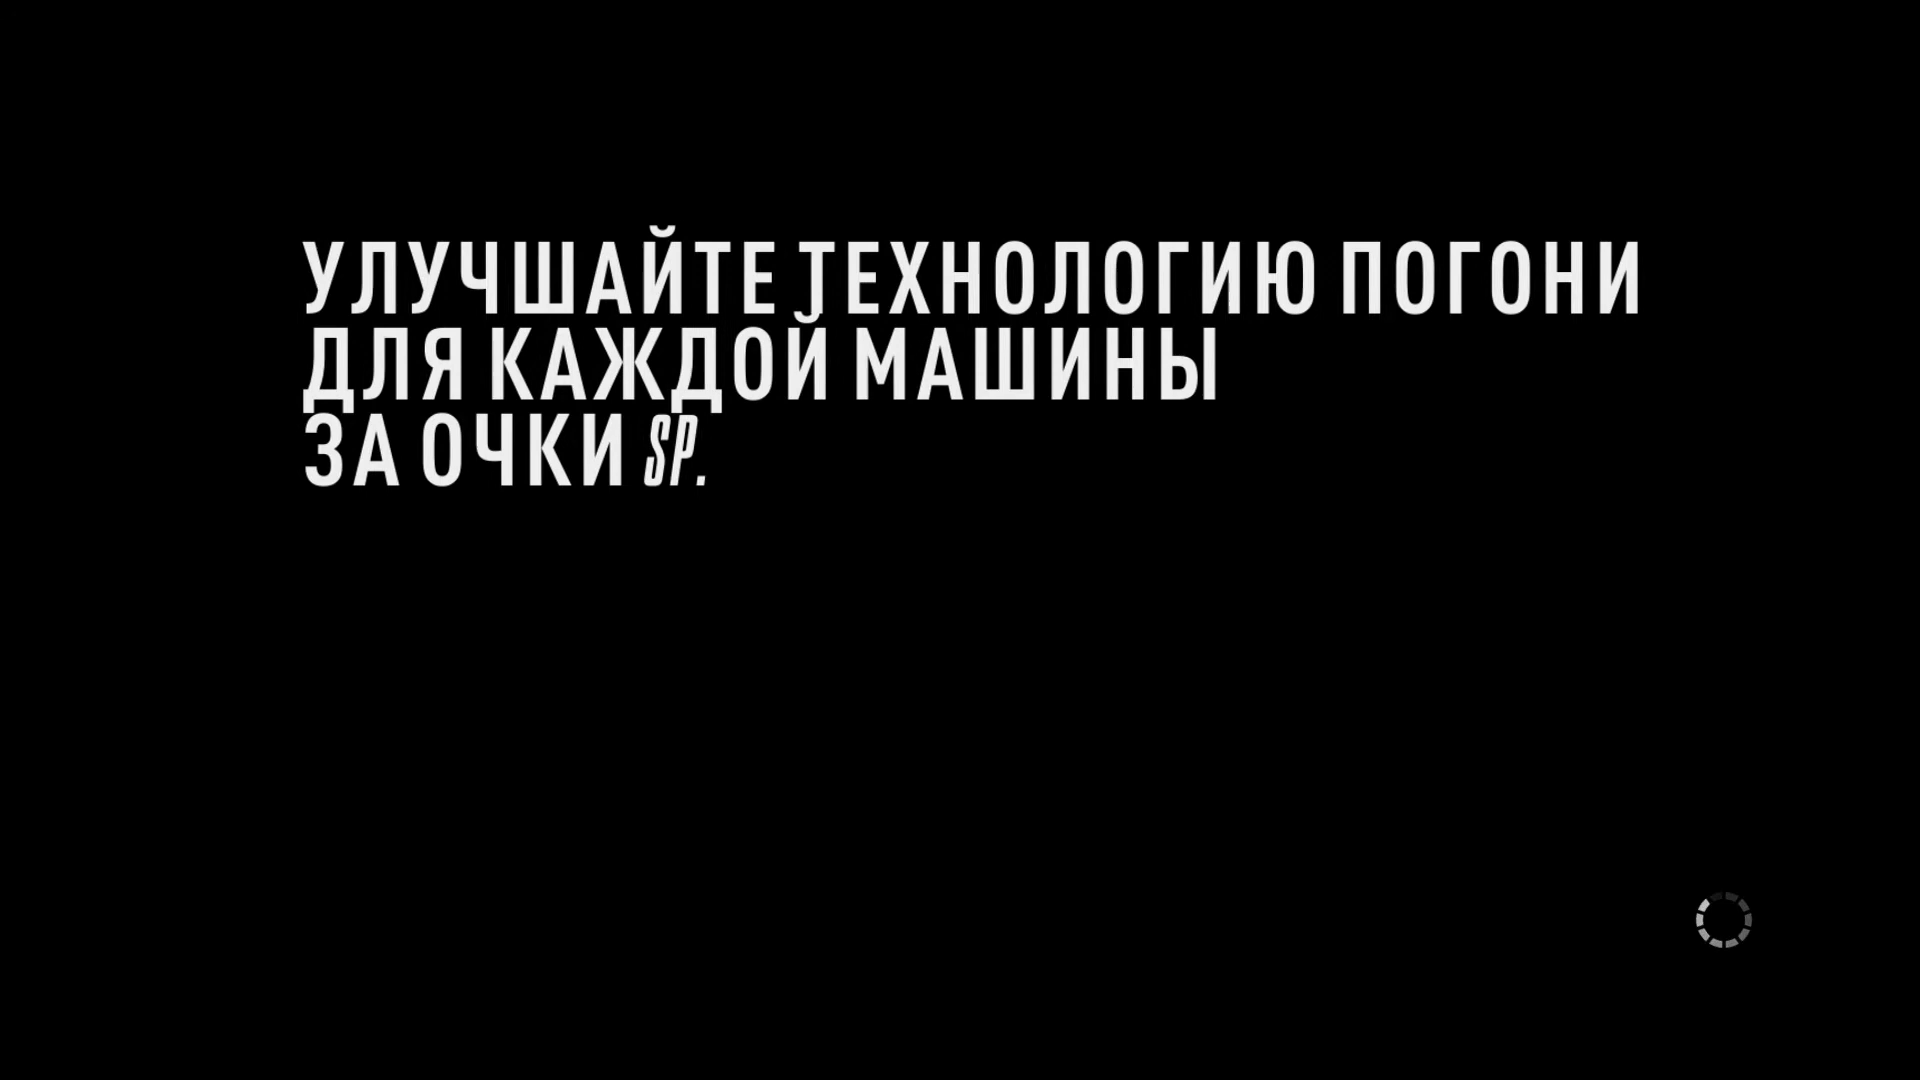 УЛУЧШАЙТЕ ТЕХНОЛОГИЮ ПОГОНИ
ДЛЯ КАЖДОЙ МАШИНЫ
ЗА ОЧКИ SP.